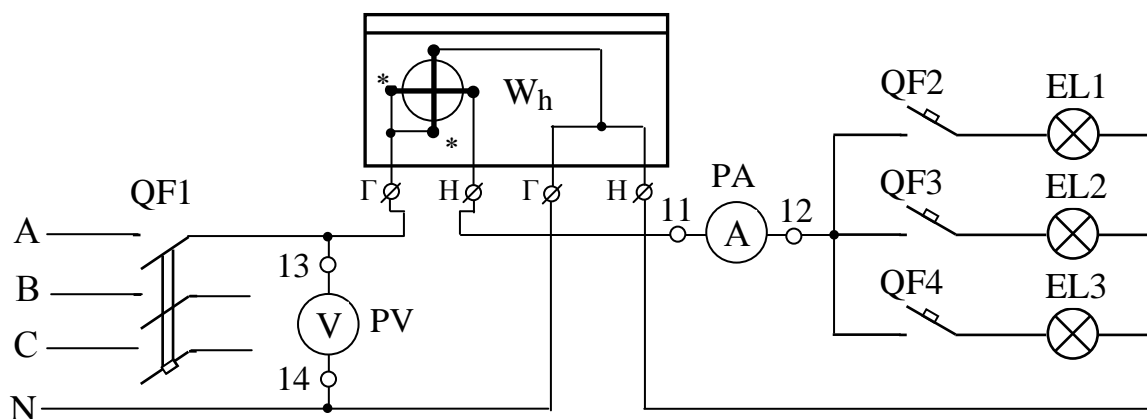 * Wh *
Г Н Г Н
QF1 PA QF2 EL1
11 A 12
A
13 QF3 EL2
B
V PV QF4 EL3
C
14
N